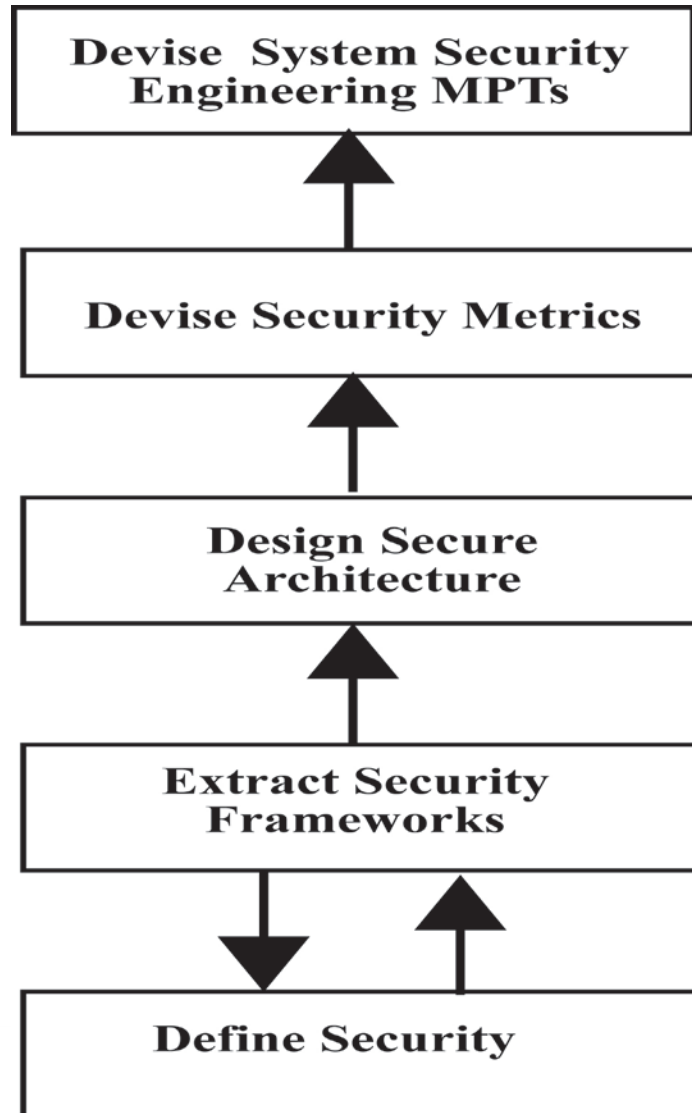 Devise System Security
Engineering MPTs
Devise Security Metrics
Design Secure
Architecture
Extract Security
Frameworks
Define Security